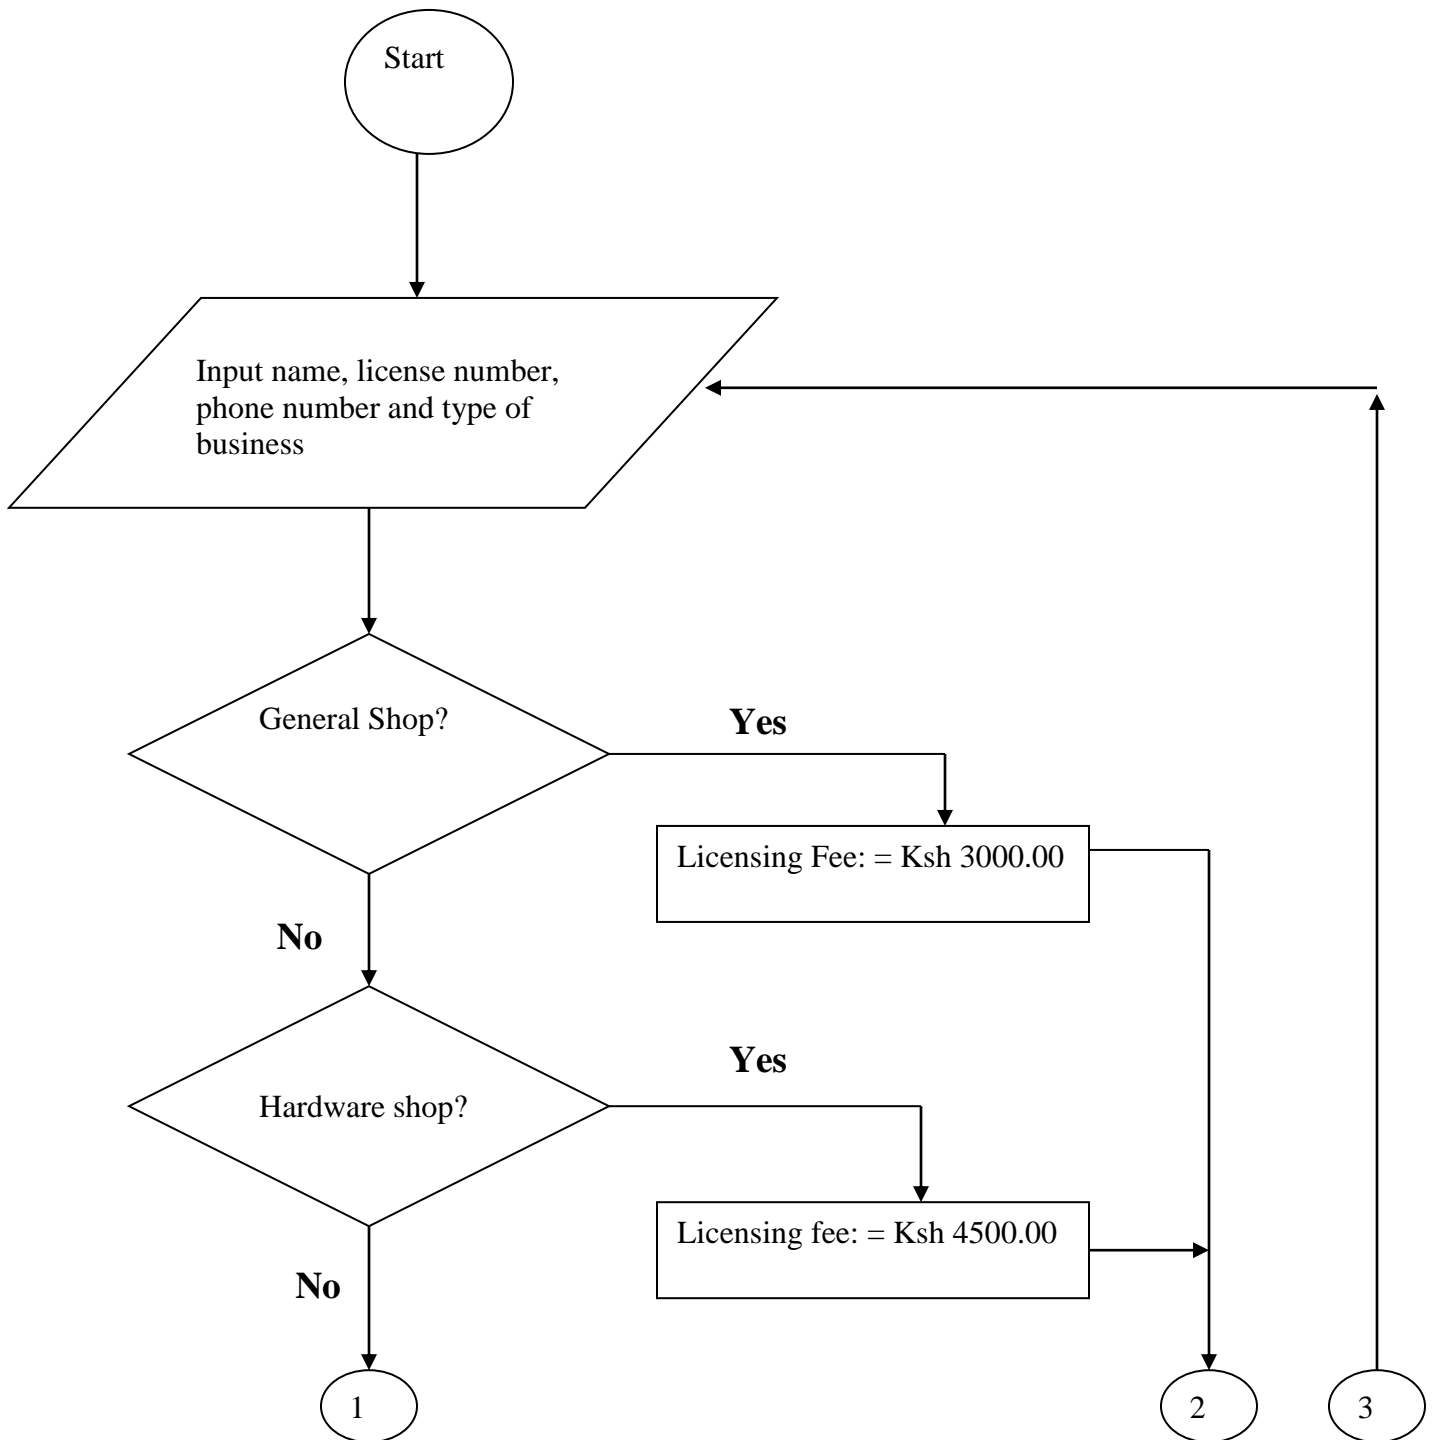 Start
Input name, license number,
phone number and type of
business
General Shop?
Yes
Licensing Fee: = Ksh 3000.00
No
Yes
Hardware shop?
Licensing fee: = Ksh 4500.00
No
1
2
3